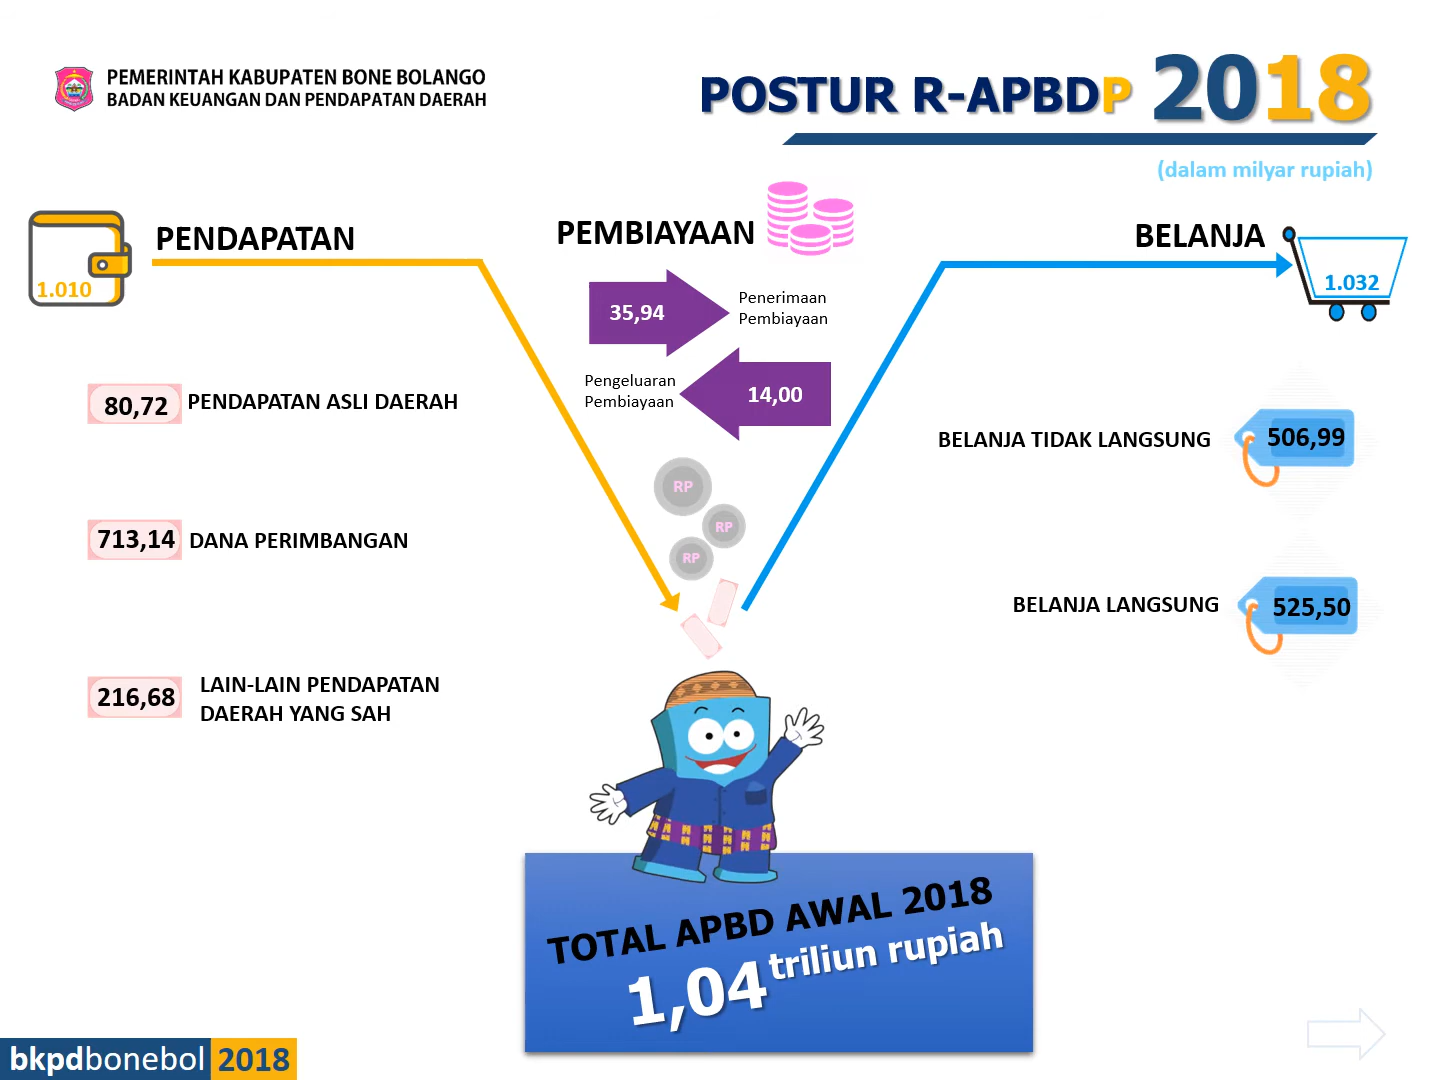 PEMERINTAH KABUPATEN BONE BOLANGO
BADAN KEUANGAN DAN PENDAPATAN DAERAH
POSTUR R-APBDP 2018
(dalam milyar rupiah)
PENDAPATAN
1.010
PEMBIAYAAN
BELANJA
1.032
35,94
Penerimaan
Pembiayaan
Pengeluaran
Pembiayaan
14,00
80,72 PENDAPATAN ASLI DAERAH
713,14 DANA PERIMBANGAN
216,68 LAIN-LAIN PENDAPATAN
DAERAH YANG SAH
BELANJA TIDAK LANGSUNG 506,99
BELANJA LANGSUNG 525,50
RP
RP
RP
TOTAL APBD AWAL 2018
1,04 triliun rupiah
bkpdbonebol 2018